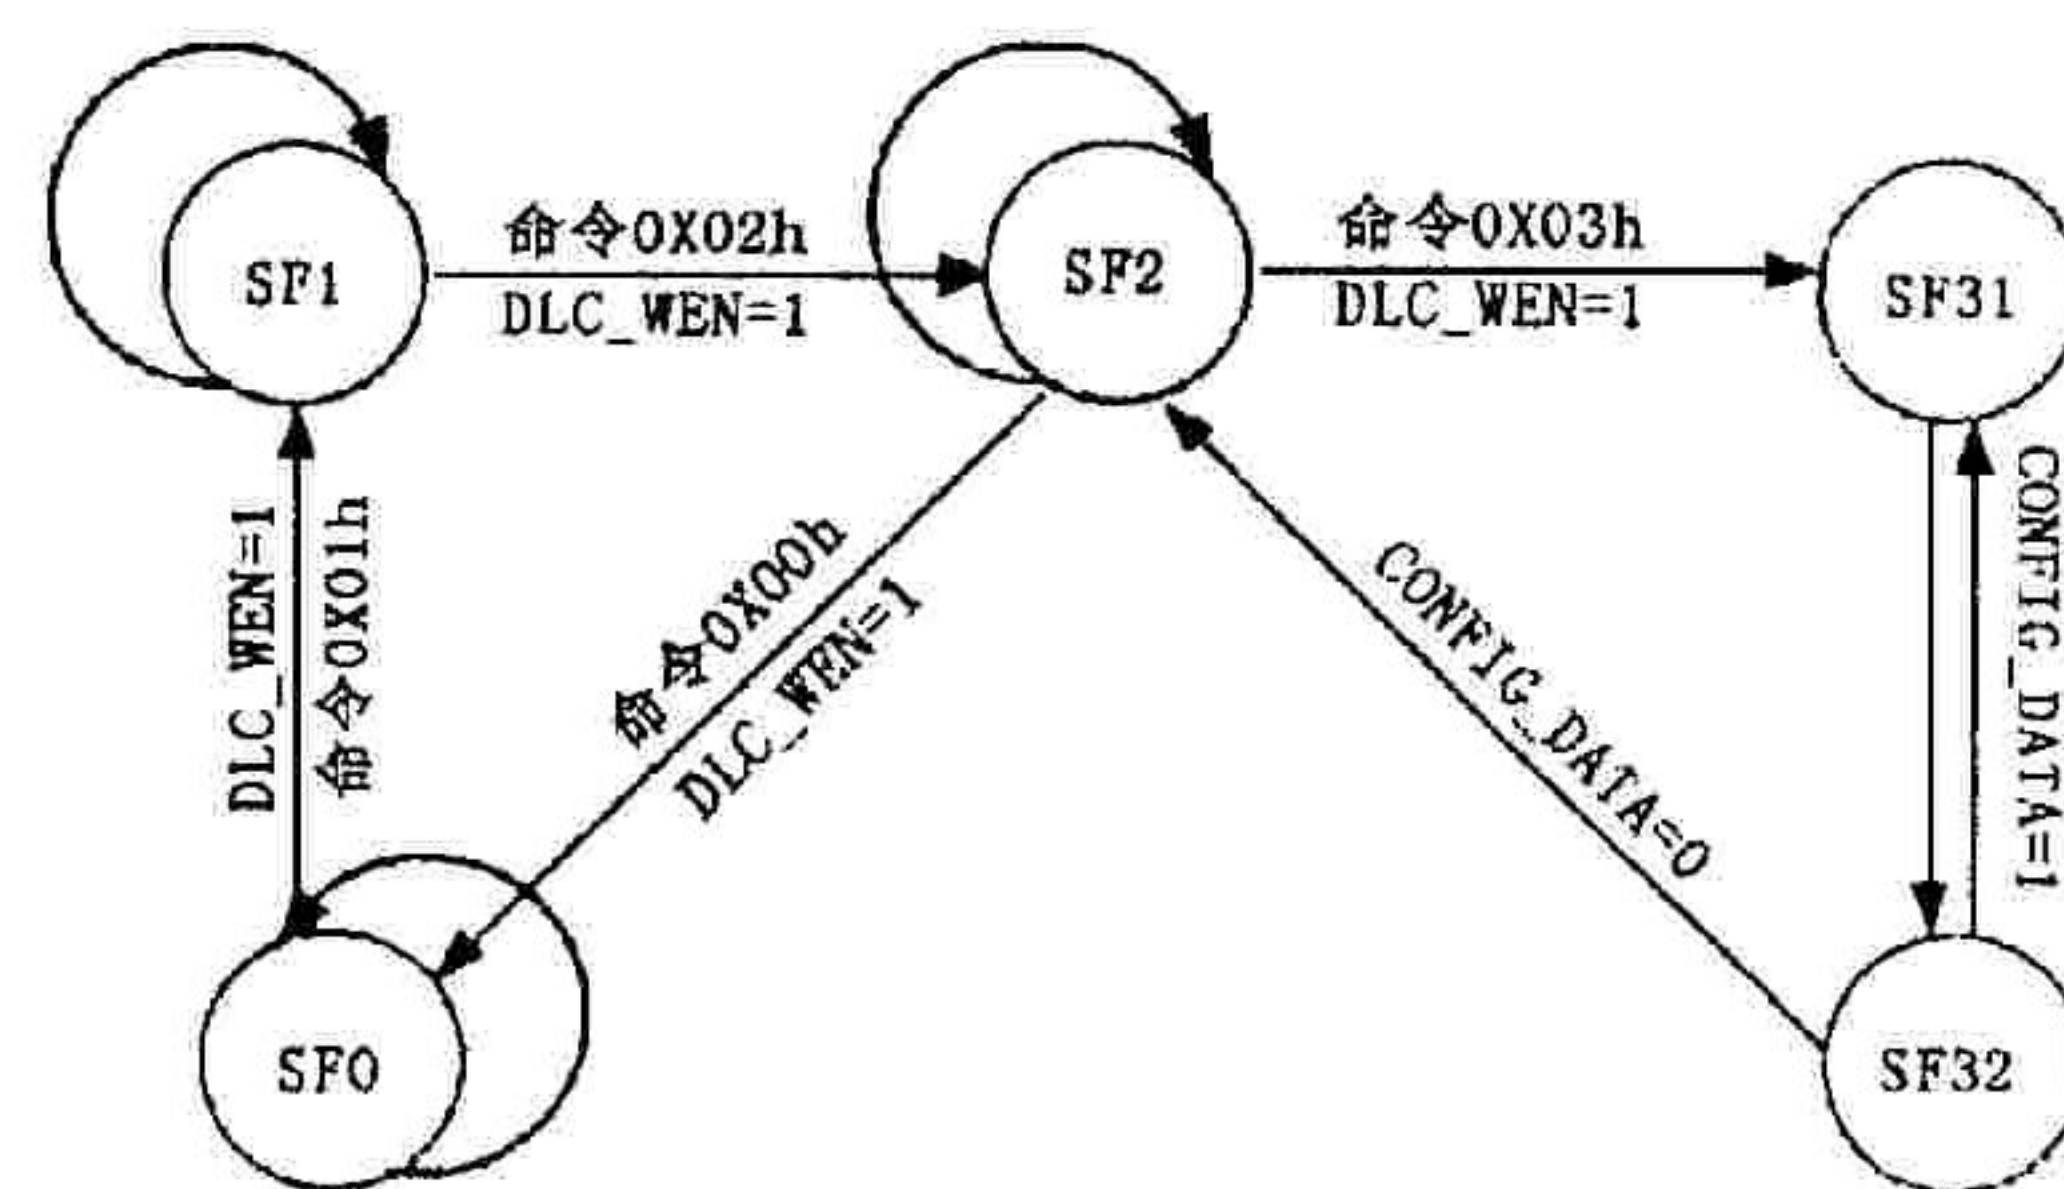 SF1
命令0X02h
DLC_WEN=1
SF2
命令0X03h
DLC_WEN=1
SF31
DLC_WEN=1
命令0X01h
命令0X00h
DLC_WEN=1
CONFIG_DATA=0
CONFIG_DATA=1
SF0
SF32